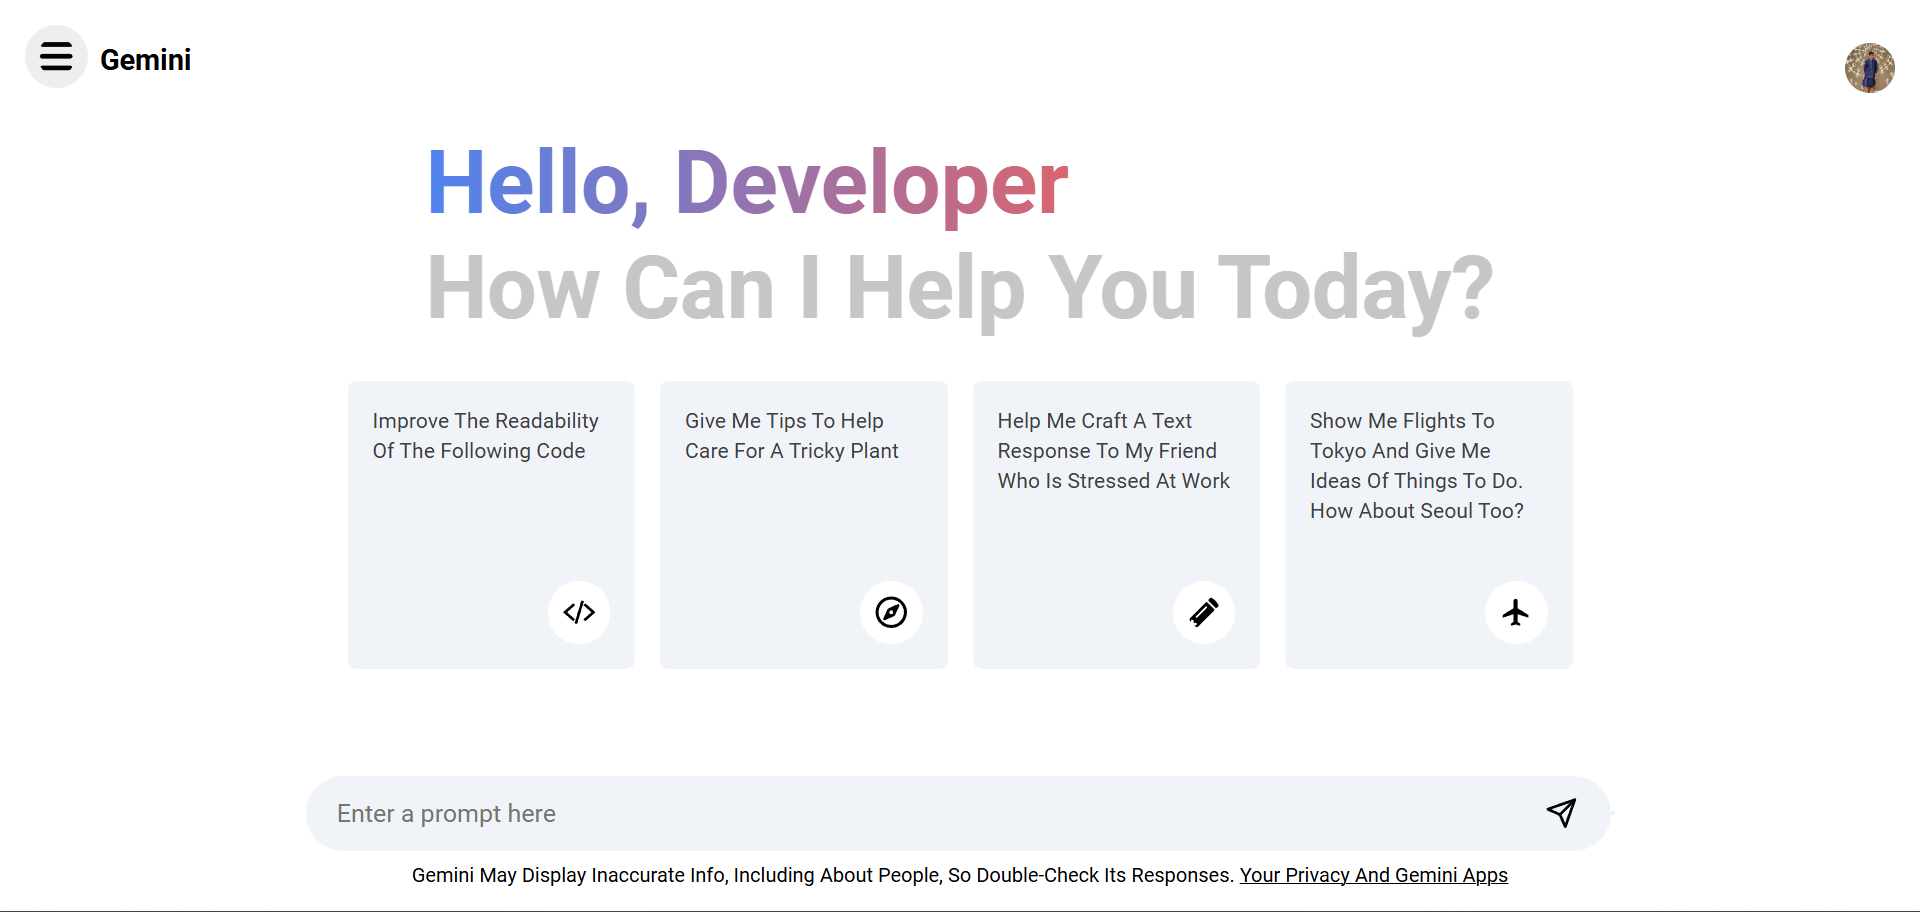 Gemini
Hello, Developer
How Can I Help You Today?
Improve The Readability
Of The Following Code
Give Me Tips To Help
Care For A Tricky Plant
Help Me Craft A Text
Response To My Friend
Who Is Stressed At Work
Show Me Flights To
Tokyo And Give Me
Ideas Of Things To Do.
How About Seoul Too?
Enter a prompt here
Gemini May Display Inaccurate Info, Including About People, So Double-Check Its Responses. Your Privacy And Gemini Apps